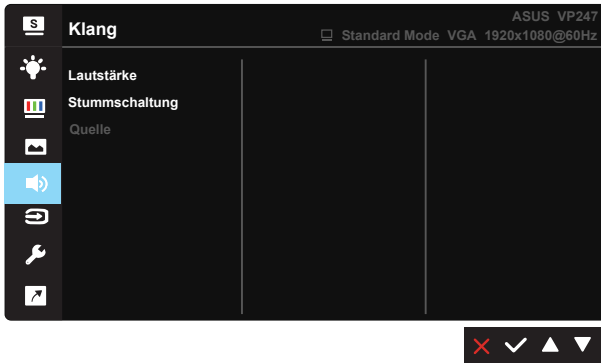 S
Klang
ASUS VP247
Standard Mode VGA 1920x1080@60Hz
Lautstärke
Stummschaltung
Quelle